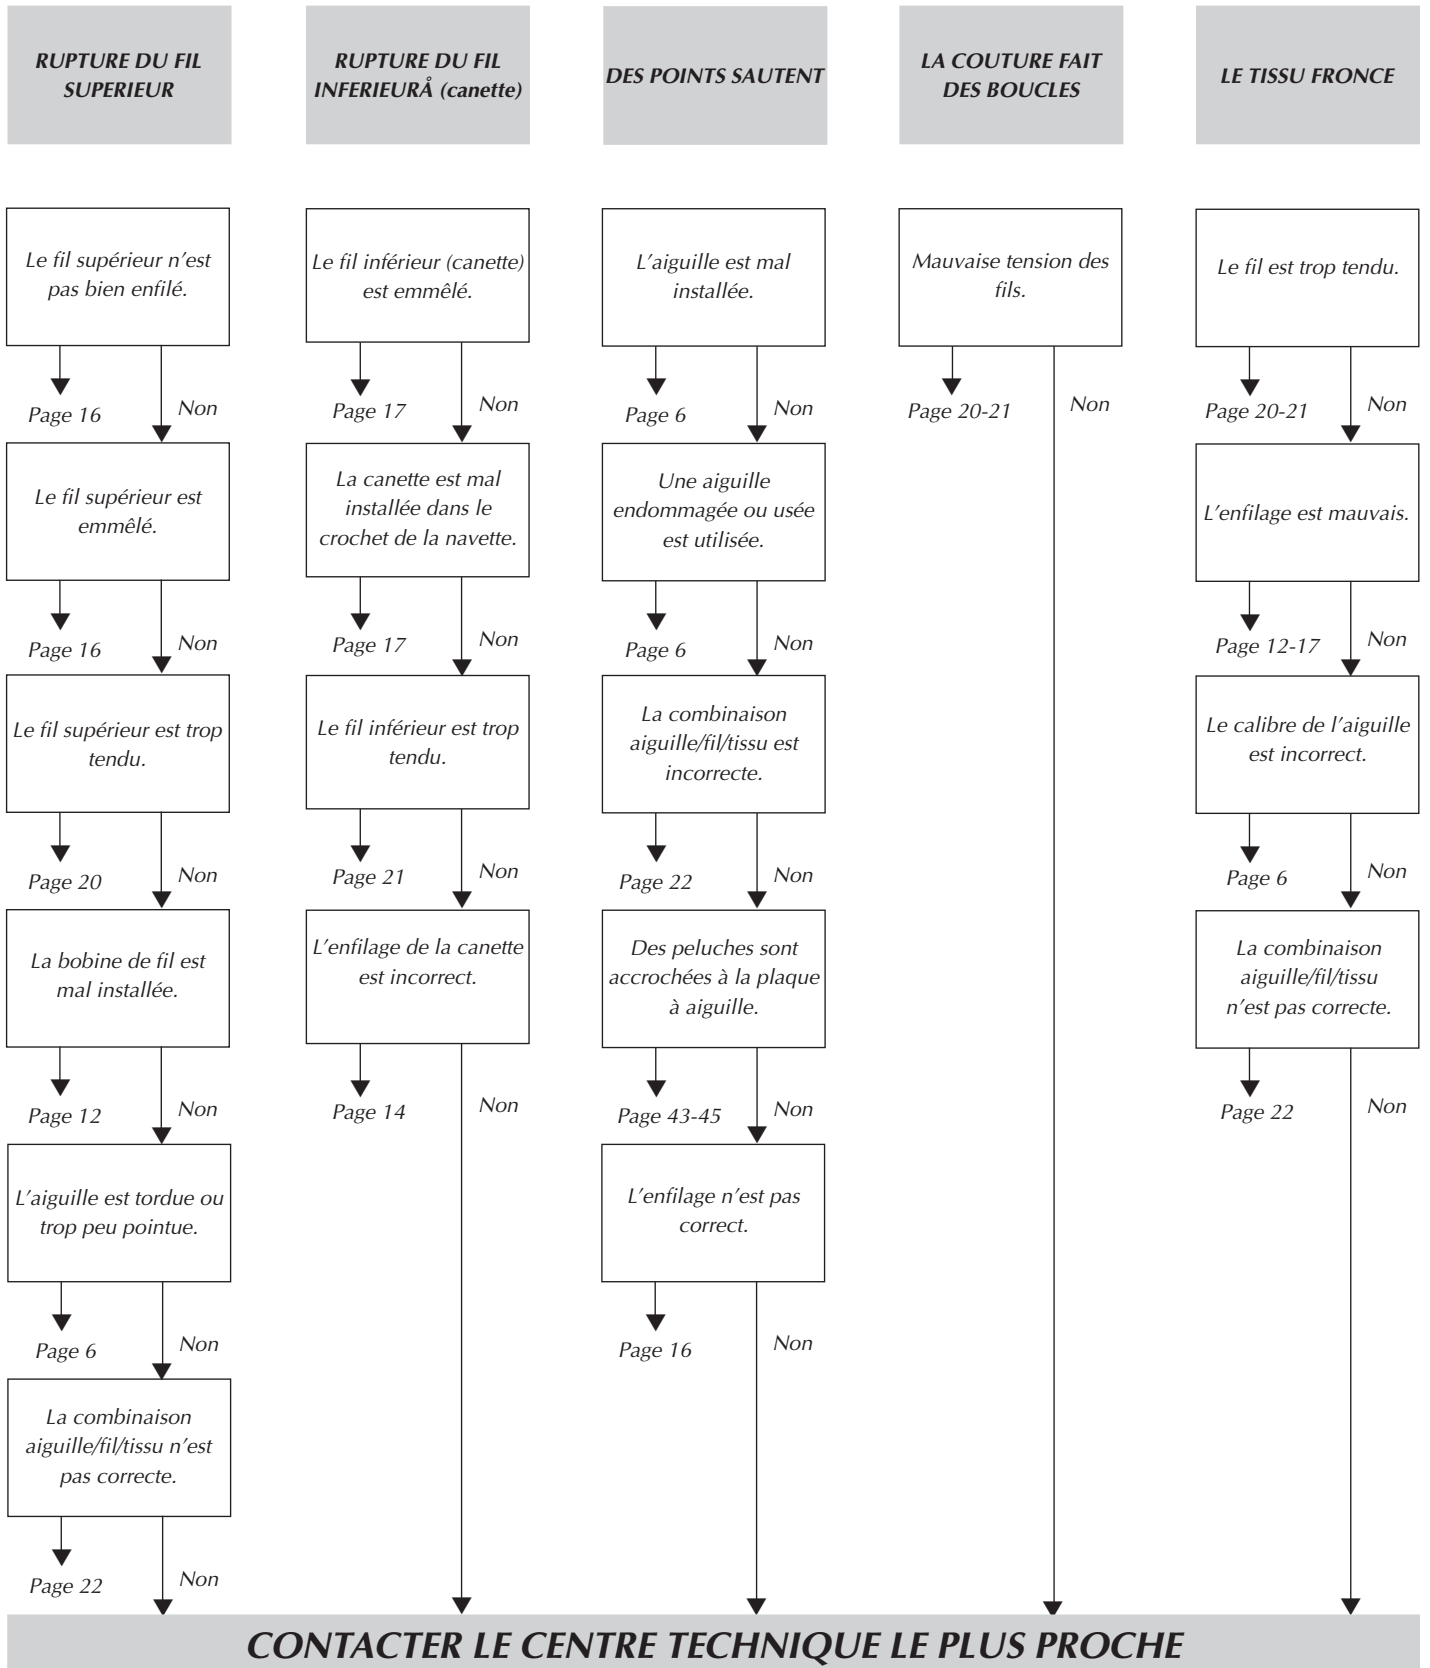 RUPTURE DU FIL
SUPERIEUR
Le fil supérieur n’est
pas bien enfilé.
Page 16
Non
Le fil supérieur est
emmêlé.
Page 16
Non
Le fil supérieur est trop
tendu.
Page 20
Non
La bobine de fil est
mal installée.
Page 12
Non
L’aiguille est tordue ou
trop peu pointue.
Page 6
Non
La combinaison
aiguille/fil/tissu n’est
pas correcte.
Page 22
Non
RUPTURE DU FIL
INFERIEURÅ (canette)
Le fil inférieur (canette)
est emmêlé.
Page 17
Non
La canette est mal
installée dans le
crochet de la navette.
Page 17
Non
Le fil inférieur est trop
tendu.
Page 21
Non
L’enfilage de la canette
est incorrect.
Page 14
Non
DES POINTS SAUTENT
L’aiguille est mal
installée.
Page 6
Non
Une aiguille
endommagée ou usée
est utilisée.
Page 6
Non
La combinaison
aiguille/fil/tissu est
incorrecte.
Page 22
Non
Des peluches sont
accrochées à la plaque
à aiguille.
Page 43-45
Non
L’enfilage n’est pas
correct.
Page 16
Non
LA COUTURE FAIT
DES BOUCLES
Mauvaise tension des
fils.
Page 20-21
Non
LE TISSU FRONCE
Le fil est trop tendu.
Page 20-21
Non
L’enfilage est mauvais.
Page 12-17
Non
Le calibre de l’aiguille
est incorrect.
Page 6
Non
La combinaison
aiguille/fil/tissu
n’est pas correcte.
Page 22
Non
CONTACTER LE CENTRE TECHNIQUE LE PLUS PROCHE